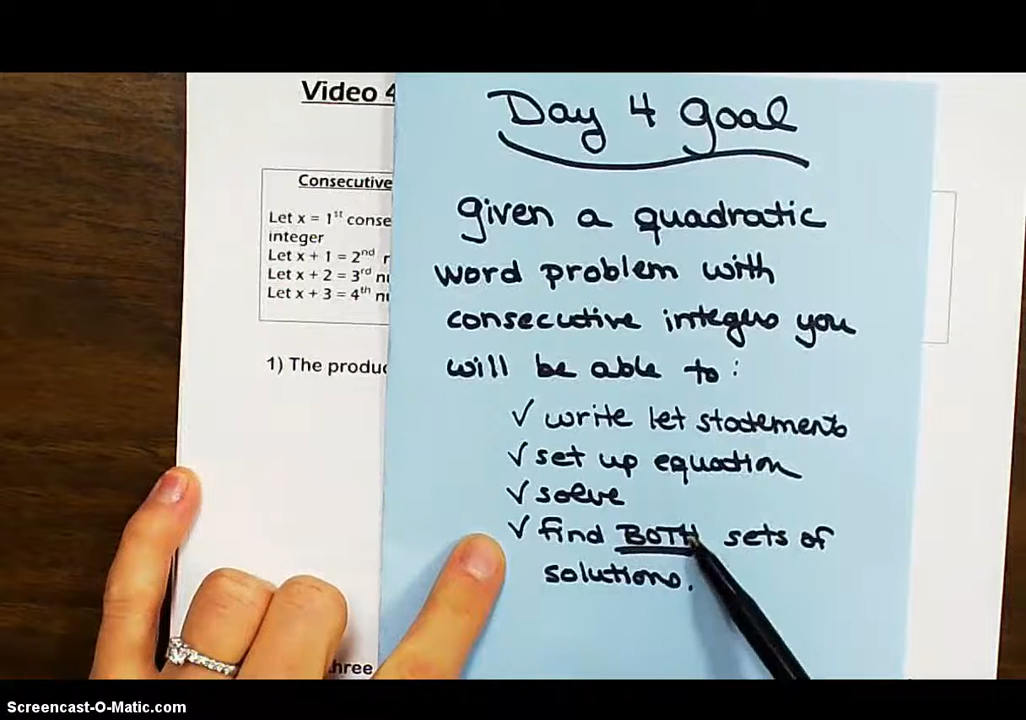 Video 4
Day 4 Goal
Consecutive
Let x = 1st conse
integer
Let x + 1 = 2nd
Let x + 2 = 3rd
Let x + 3 = 4th
given a quadratic
word problem with
consecutive integers you
will be able to:
1) The produ
✓ write let statements
✓ set up equation
✓ solve
✓ find BOTH sets of
solutions.
three
Screencast-O-Matic.com